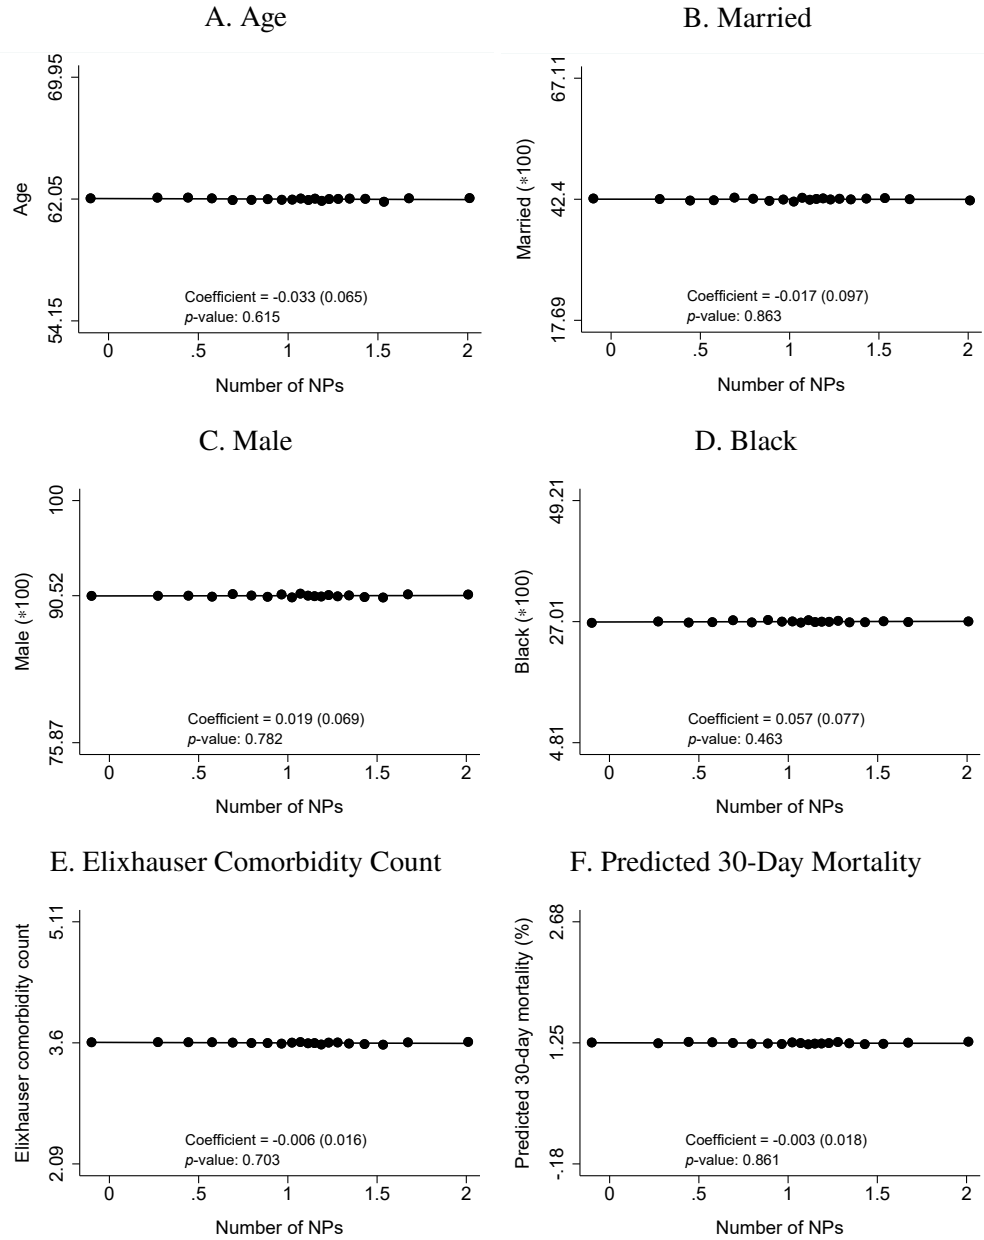 A. Age
69.95
62.05
54.15
Age
Coefficient = -0.033 (0.065)
p-value: 0.615
0 .5 1 1.5 2
Number of NPs
B. Married
67.11
42.4
17.69
Married (*100)
Coefficient = -0.017 (0.097)
p-value: 0.863
0 .5 1 1.5 2
Number of NPs
C. Male
100
90.52
75.87
Male (*100)
Coefficient = 0.019 (0.069)
p-value: 0.782
0 .5 1 1.5 2
Number of NPs
D. Black
49.21
27.01
4.81
Black (*100)
Coefficient = 0.057 (0.077)
p-value: 0.463
0 .5 1 1.5 2
Number of NPs
E. Elixhauser Comorbidity Count
5.11
3.6
2.09
Elixhauser comorbidity count
Coefficient = -0.006 (0.016)
p-value: 0.703
0 .5 1 1.5 2
Number of NPs
F. Predicted 30-Day Mortality
2.68
1.25
-.18
Predicted 30-day mortality (%)
Coefficient = -0.003 (0.018)
p-value: 0.861
0 .5 1 1.5 2
Number of NPs